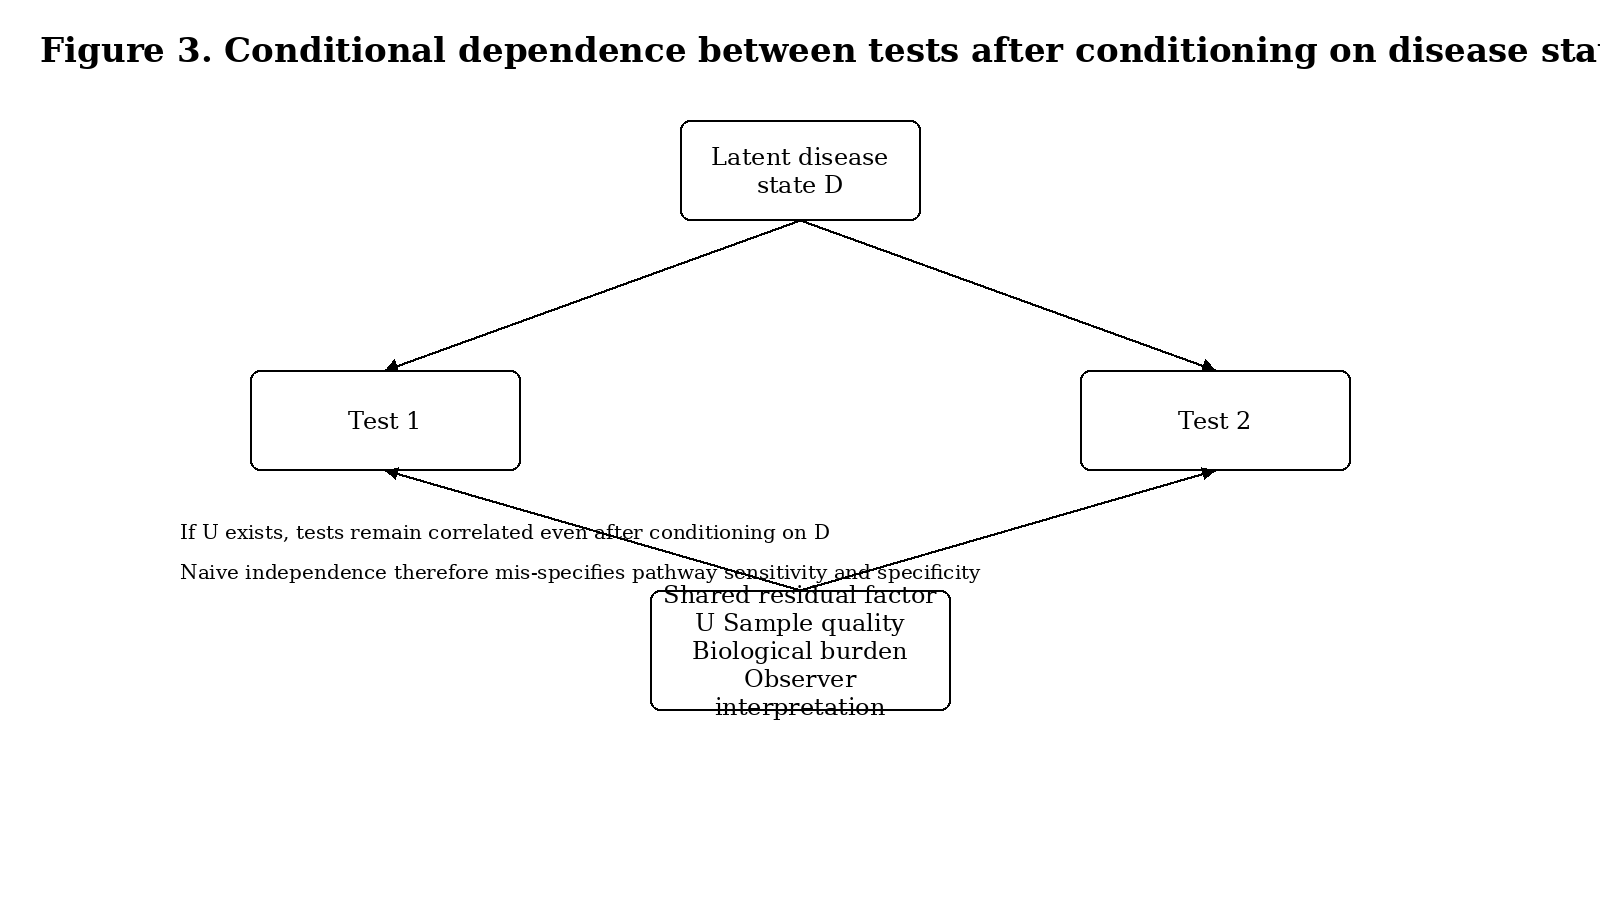 Figure 3. Conditional dependence between tests after conditioning on disease sta
Latent disease
state D
Test 1
Test 2
If U exists, tests remain correlated even after conditioning on D
Naive independence therefore mis-specifies pathway sensitivity and specificity
Shared residual factor
U Sample quality
Biological burden
Observer
interpretation